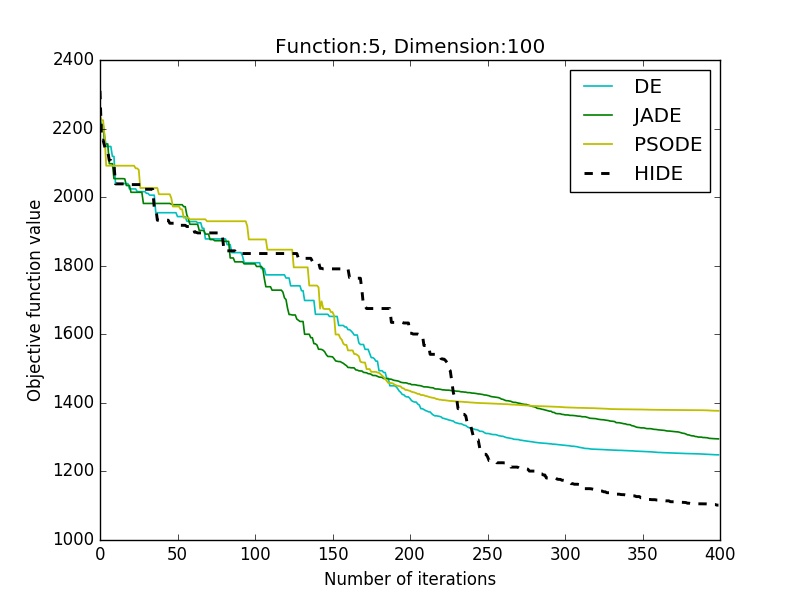 Function:5, Dimension:100
2400
2200
2000
1800
1600
1400
1200
1000
Objective function value
DE
JADE
PSODE
HIDE
0 50 100 150 200 250 300 350 400
Number of iterations